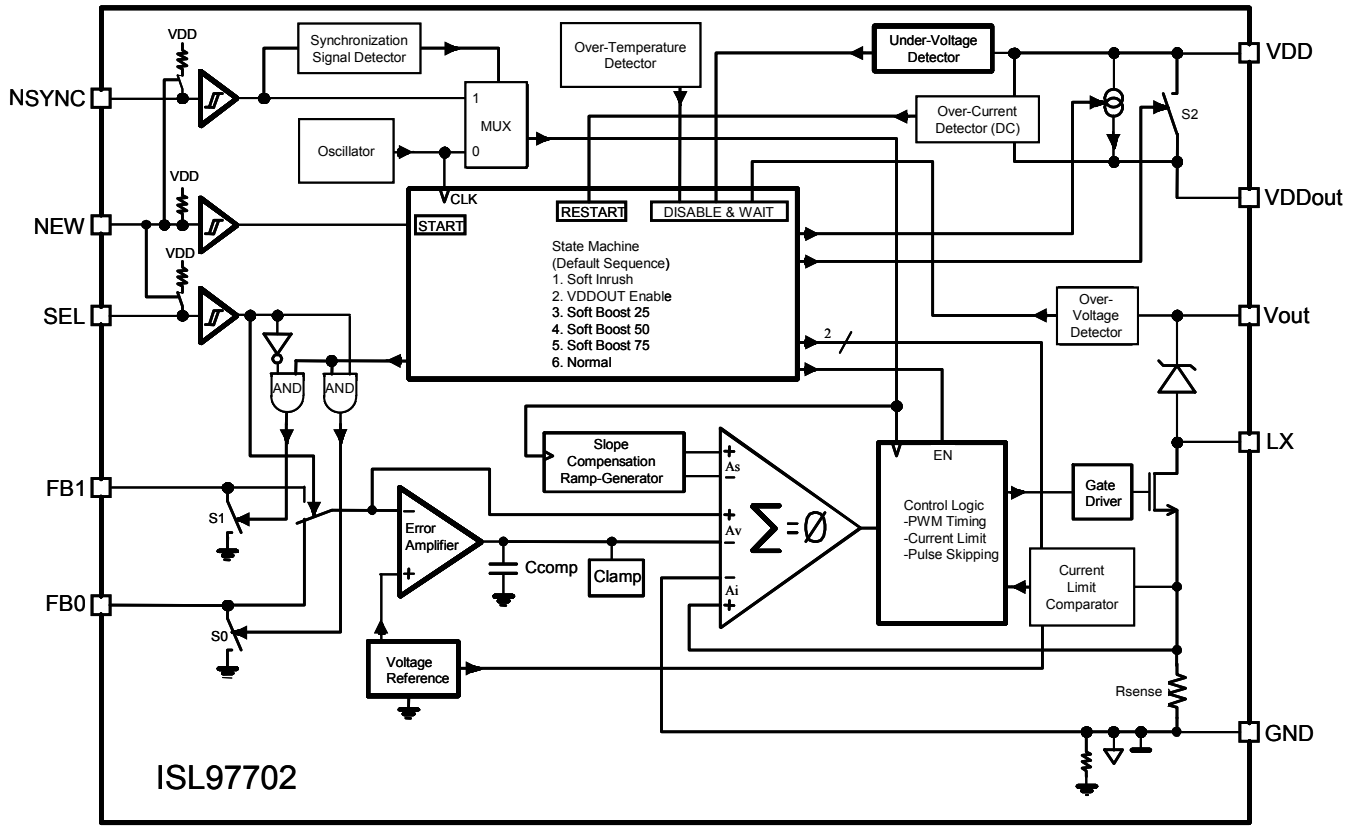 VDD
Synchronization
Signal Detector
Over-Temperature
Detector
Under-Voltage
Detector
VDD
NSYNC
1
MUX
0
Over-Current
Detector (DC)
S2
Oscillator
VDD
CLK
VDDout
NEW
START
RESTART
DISABLE & WAIT
VDD
State Machine
(Default Sequence)
1. Soft Inrush
2. VDDOUT Enable
3. Soft Boost 25
4. Soft Boost 50
5. Soft Boost 75
6. Normal
SEL
2
Over-
Voltage
Detector
Vout
AND
AND
LX
Slope
Compensation
Ramp-Generator
+
As
−
EN
FB1
S1
−
Error
Amplifier
+
+
Av
−
Σ=0
Control Logic
-PWM Timing
-Current Limit
-Pulse Skipping
Gate
Driver
Ccomp
Clamp
−
Ai
+
Current
Limit
Comparator
FB0
S0
Voltage
Reference
Rsense
GND
ISL97702